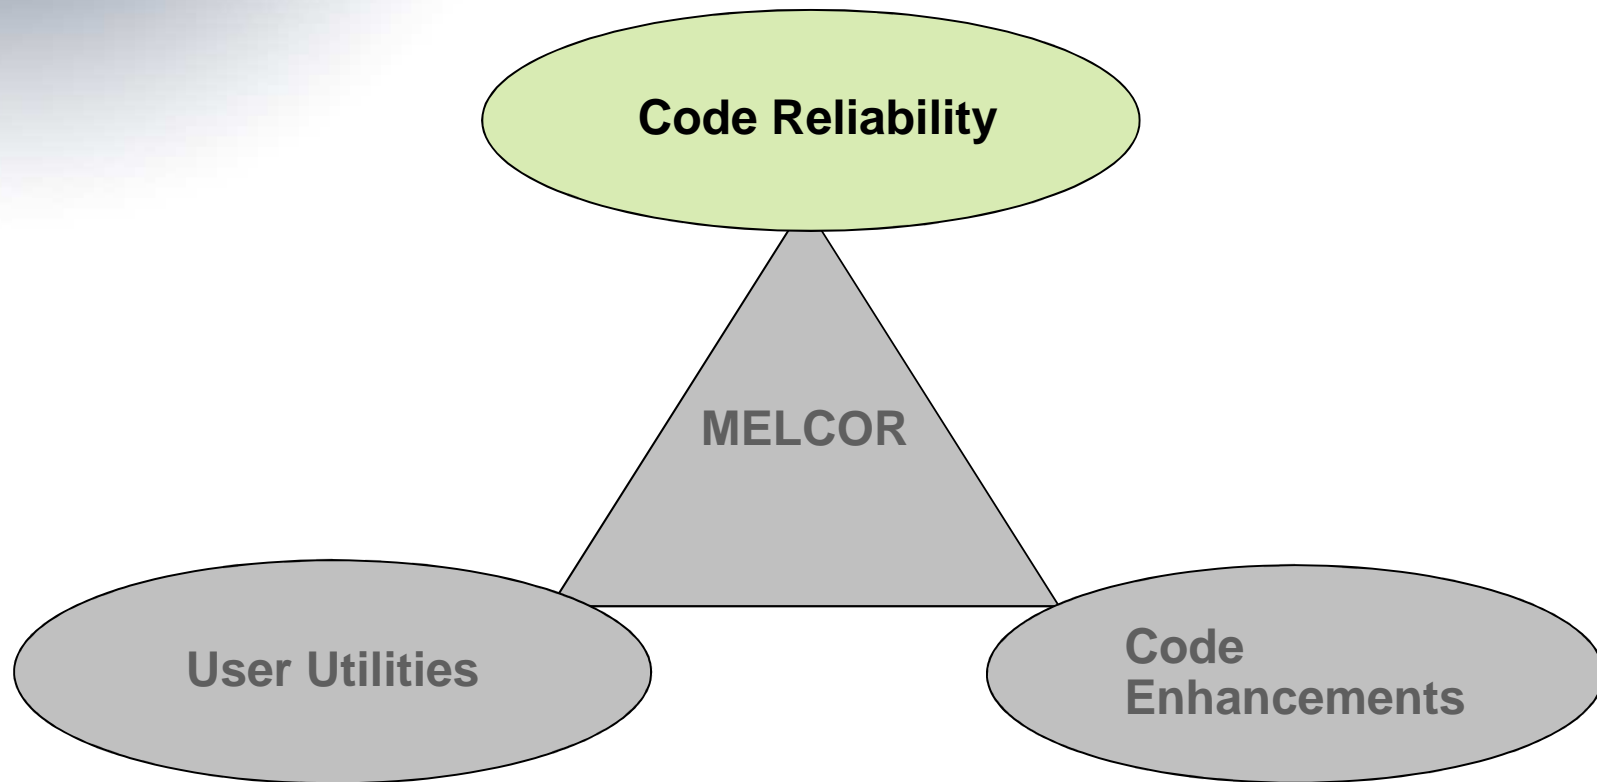 Code Reliability
MELCOR
User Utilities
Code
Enhancements